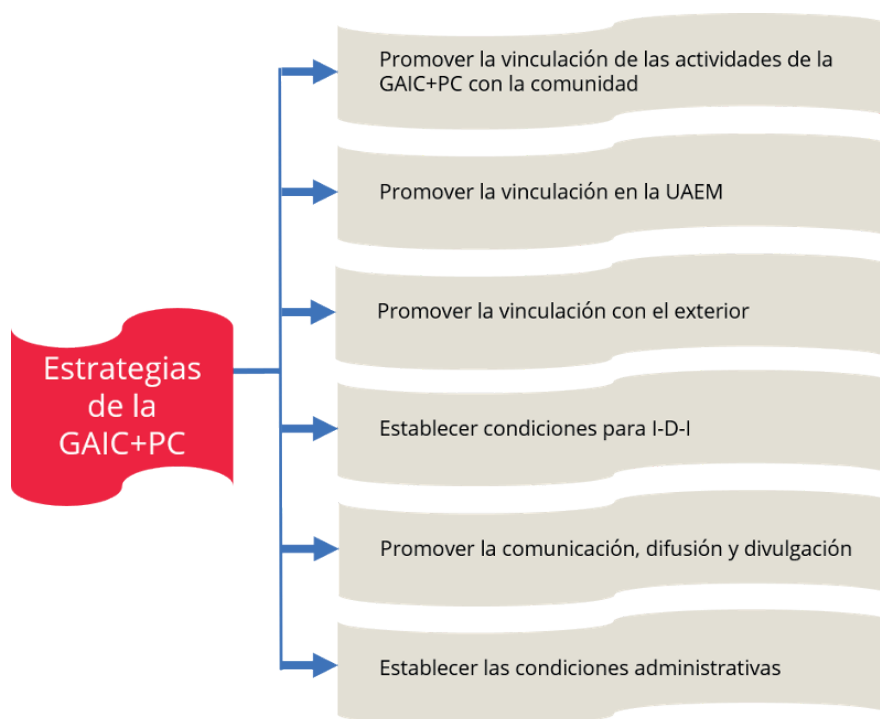 Promover la vinculación de las actividades de la
GAIC+PC con la comunidad
Promover la vinculación en la UAEM
Promover la vinculación con el exterior
Estrategias
de la
GAIC+PC
Establecer condiciones para I-D-I
Promover la comunicación, difusión y divulgación
Establecer las condiciones administrativas